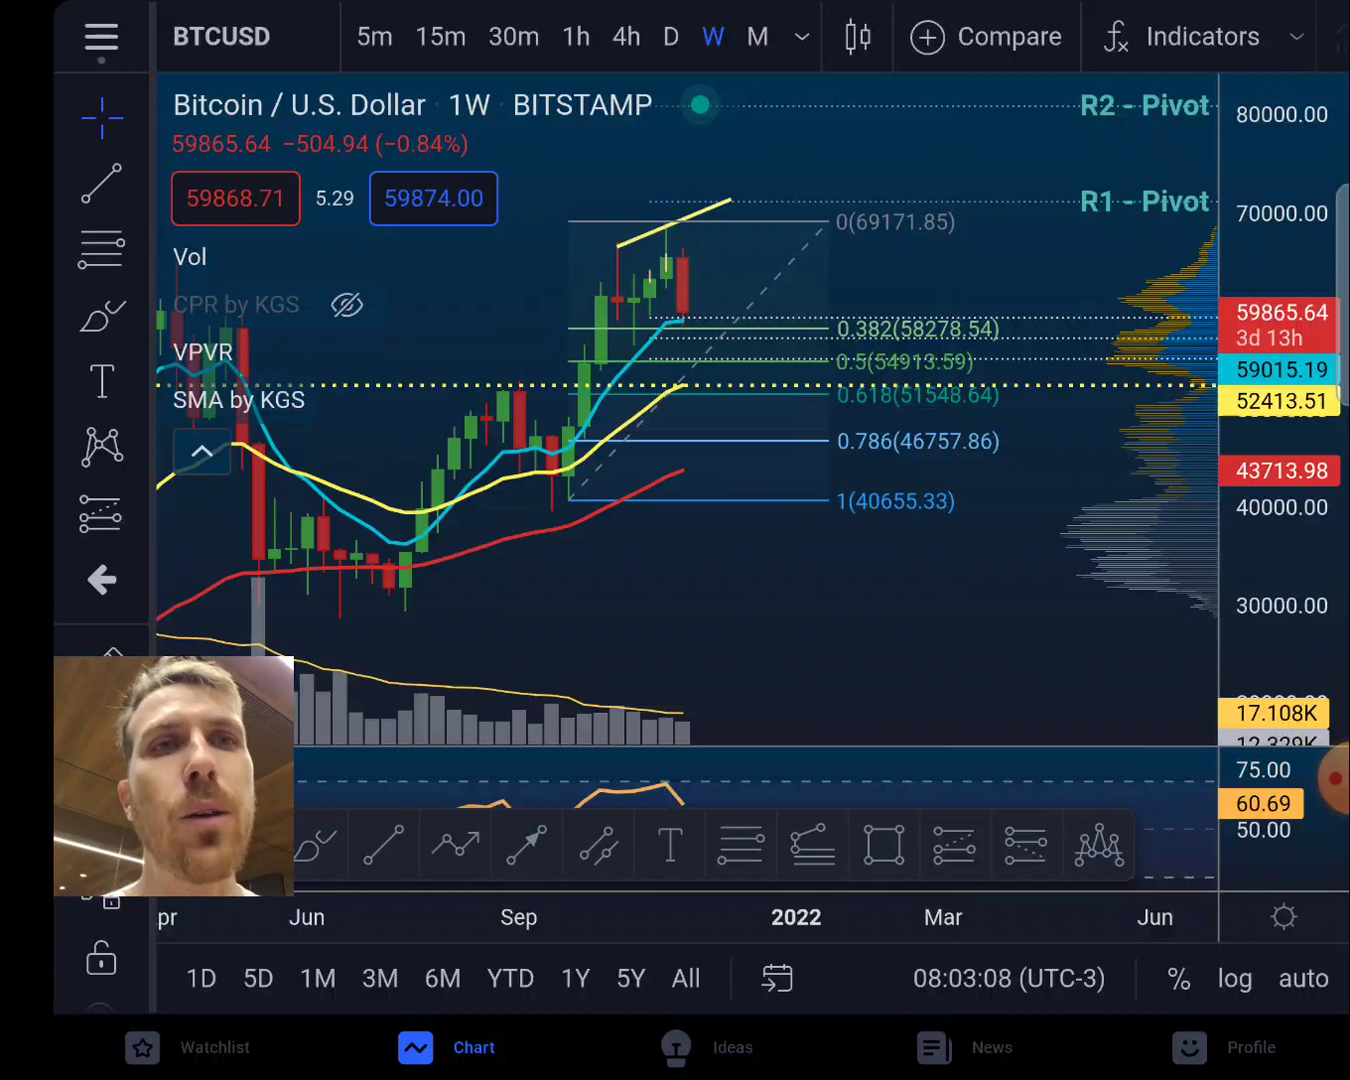 BTCUSD 5m 15m 30m 1h 4h D W M Compare Indicators
Bitcoin / U.S. Dollar · 1W · BITSTAMP
R2 - Pivot
80000.00
59865.64 −504.94 (−0.84%)
59868.71 5.29 59874.00
R1 - Pivot
70000.00
0(69171.85)
Vol
CPR by KGS
59865.64
3d 13h
0.382(58278.54)
VPVR
0.5(54913.59)
59015.19
SMA by KGS
0.618(51548.64)
52413.51
0.786(46757.86)
43713.98
1(40655.33)
40000.00
30000.00
17.108K
12.329K
75.00
60.69
50.00
T
pr Jun Sep 2022 Mar Jun
1D 5D 1M 3M 6M YTD 1Y 5Y All 08:03:08 (UTC-3) % log auto
Watchlist Chart Ideas News Profile